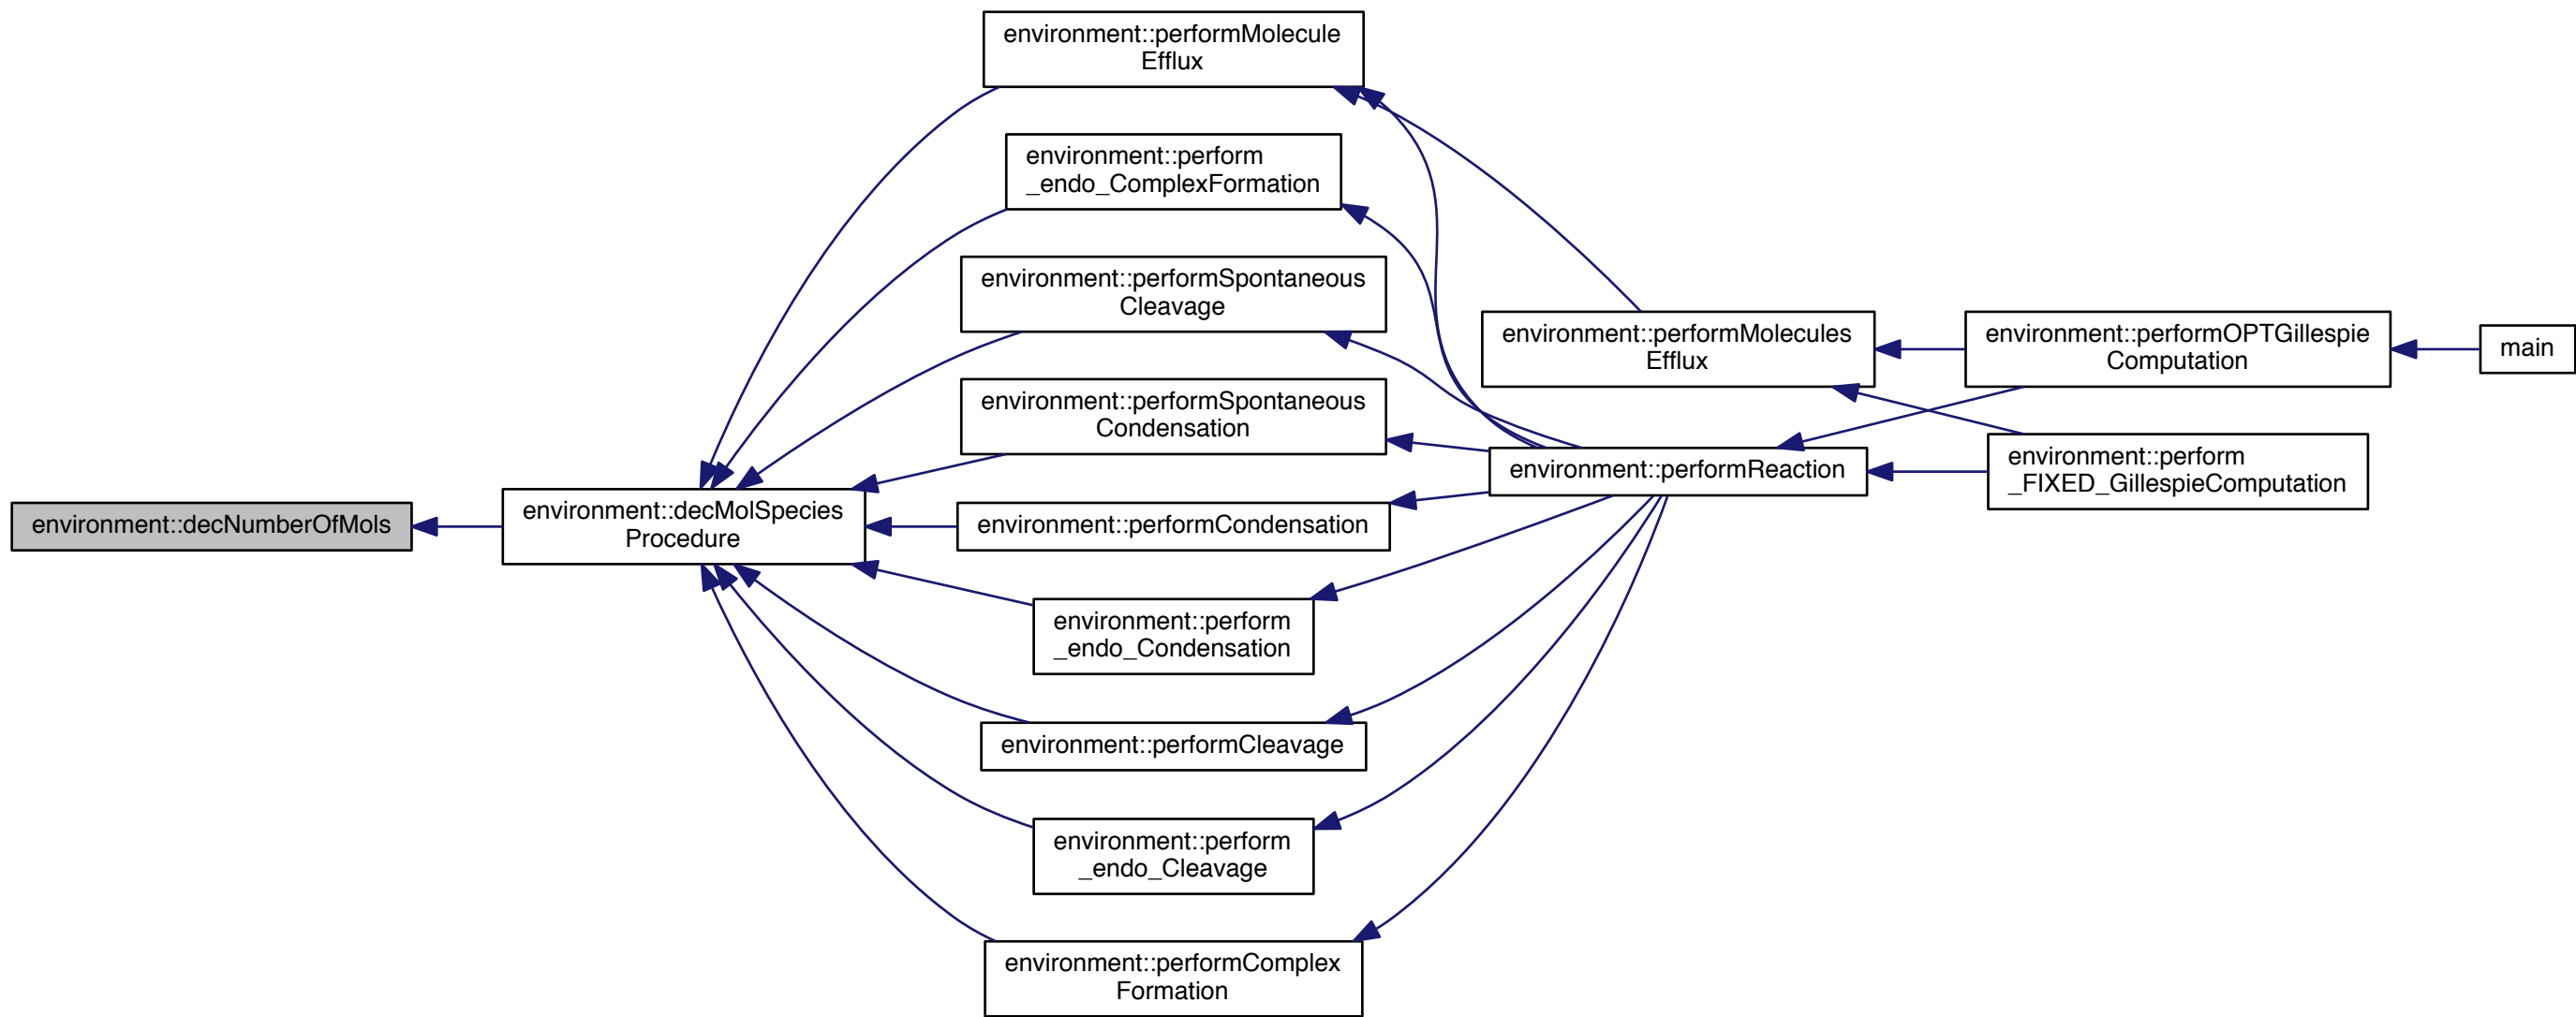 environment::performMolecule
Efflux
environment::perform
_endo_ComplexFormation
environment::performSpontaneous
Cleavage
environment::performSpontaneous
Condensation
environment::decNumberOfMols
environment::decMolSpecies
Procedure
environment::performCondensation
environment::perform
_endo_Condensation
environment::performCleavage
environment::perform
_endo_Cleavage
environment::performComplex
Formation
environment::performMolecules
Efflux
environment::performReaction
environment::performOPTGillespie
Computation
environment::perform
_FIXED_GillespieComputation
main